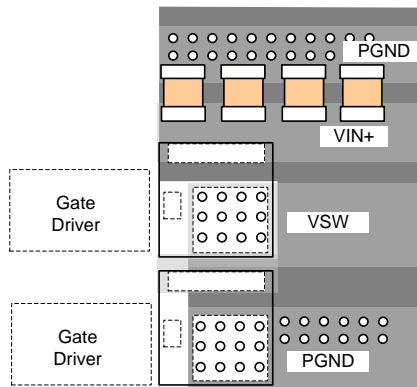 PGND
VIN+
Gate
Driver
VSW
Gate
Driver
PGND